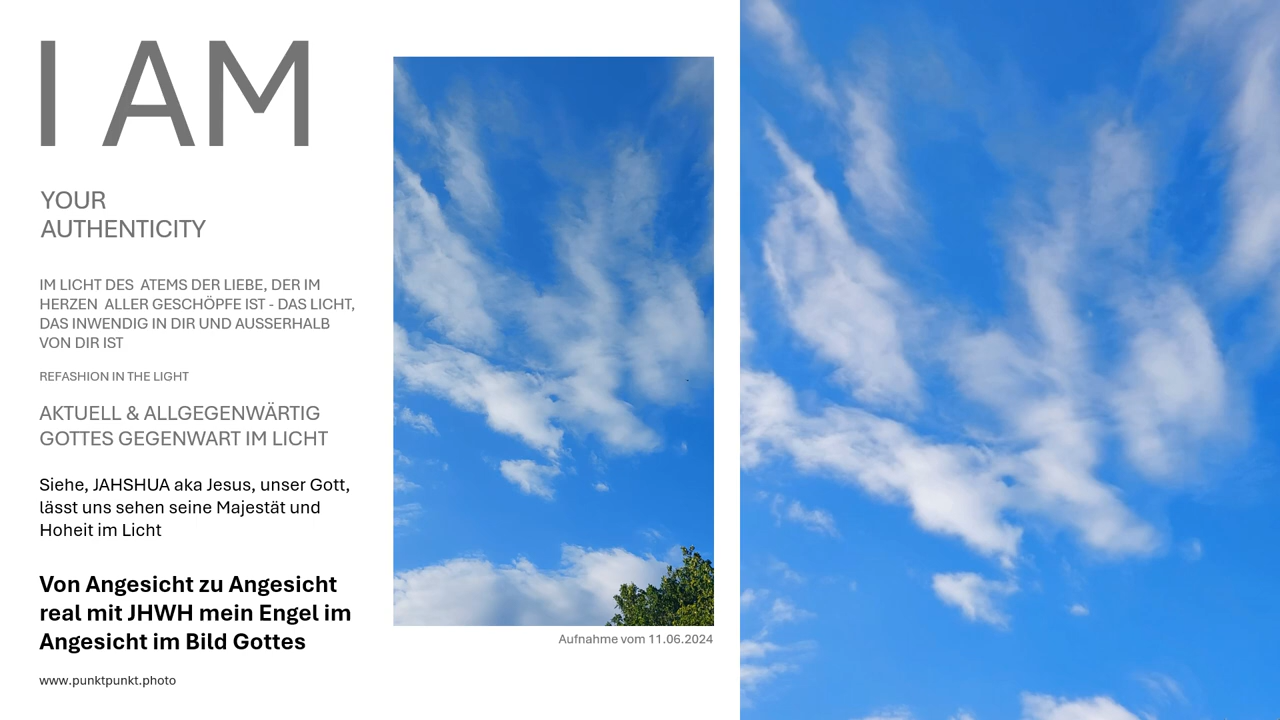 I AM
YOUR
AUTHENTICITY
IM LICHT DES  ATEMS DER LIEBE, DER IM
HERZEN  ALLER GESCHÖPFE IST - DAS LICHT,
DAS INWENDIG IN DIR UND AUSSERHALB
VON DIR IST
REFASHION IN THE LIGHT
AKTUELL & ALLGEGENWÄRTIG
GOTTES GEGENWART IM LICHT
Siehe, JAHSHUA aka Jesus, unser Gott,
lässt uns sehen seine Majestät und
Hoheit im Licht
Von Angesicht zu Angesicht
real mit JHWH mein Engel im
Angesicht im Bild Gottes
www.punktpunkt.photo
Aufnahme vom 11.06.2024